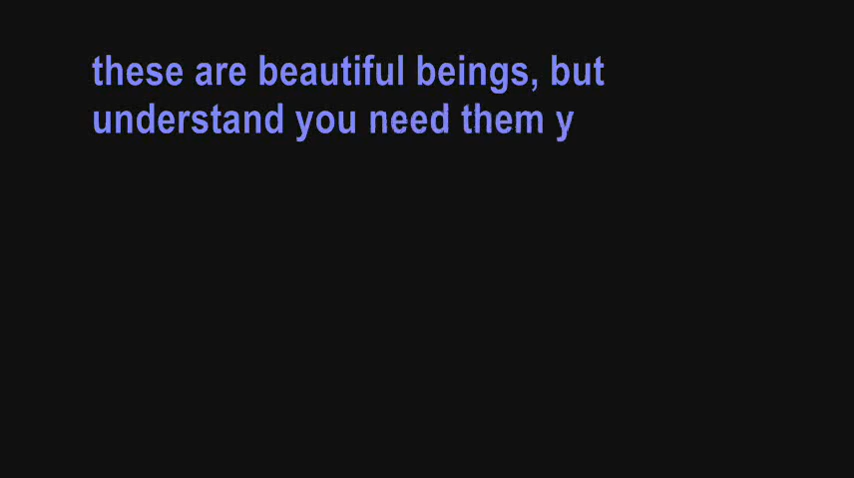 these are beautiful beings, but
understand you need them y